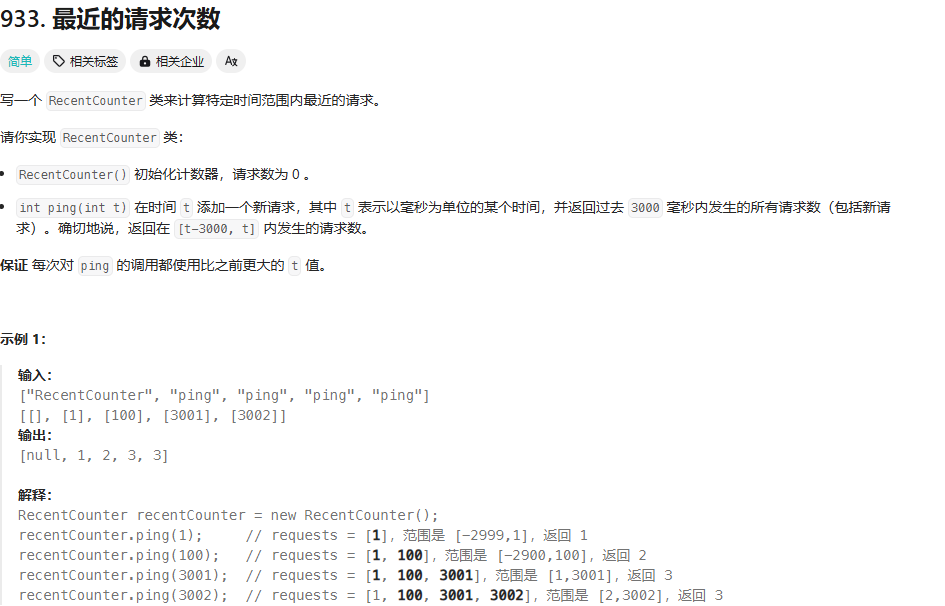 933. 最近的请求次数
简单 相关标签 相关企业 Aʐ
写一个 RecentCounter 类来计算特定时间范围内最近的请求。
请你实现 RecentCounter 类：
• RecentCounter() 初始化计数器，请求数为 0 。
• int ping(int t) 在时间 t 添加一个新请求，其中 t 表示以毫秒为单位的某个时间，并返回过去 3000 毫秒内发生的所有请求数（包括新请
求）。确切地说，返回在 [t-3000, t] 内发生的请求数。
保证 每次对 ping 的调用都使用比之前更大的 t 值。
示例 1：
输入：
["RecentCounter", "ping", "ping", "ping", "ping"]
[[], [1], [100], [3001], [3002]]
输出：
[null, 1, 2, 3, 3]
解释：
RecentCounter recentCounter = new RecentCounter();
recentCounter.ping(1);     // requests = [1]，范围是 [-2999,1]，返回 1
recentCounter.ping(100);   // requests = [1, 100]，范围是 [-2900,100]，返回 2
recentCounter.ping(3001);  // requests = [1, 100, 3001]，范围是 [1,3001]，返回 3
recentCounter.ping(3002);  // requests = [1, 100, 3001, 3002]，范围是 [2,3002]，返回 3